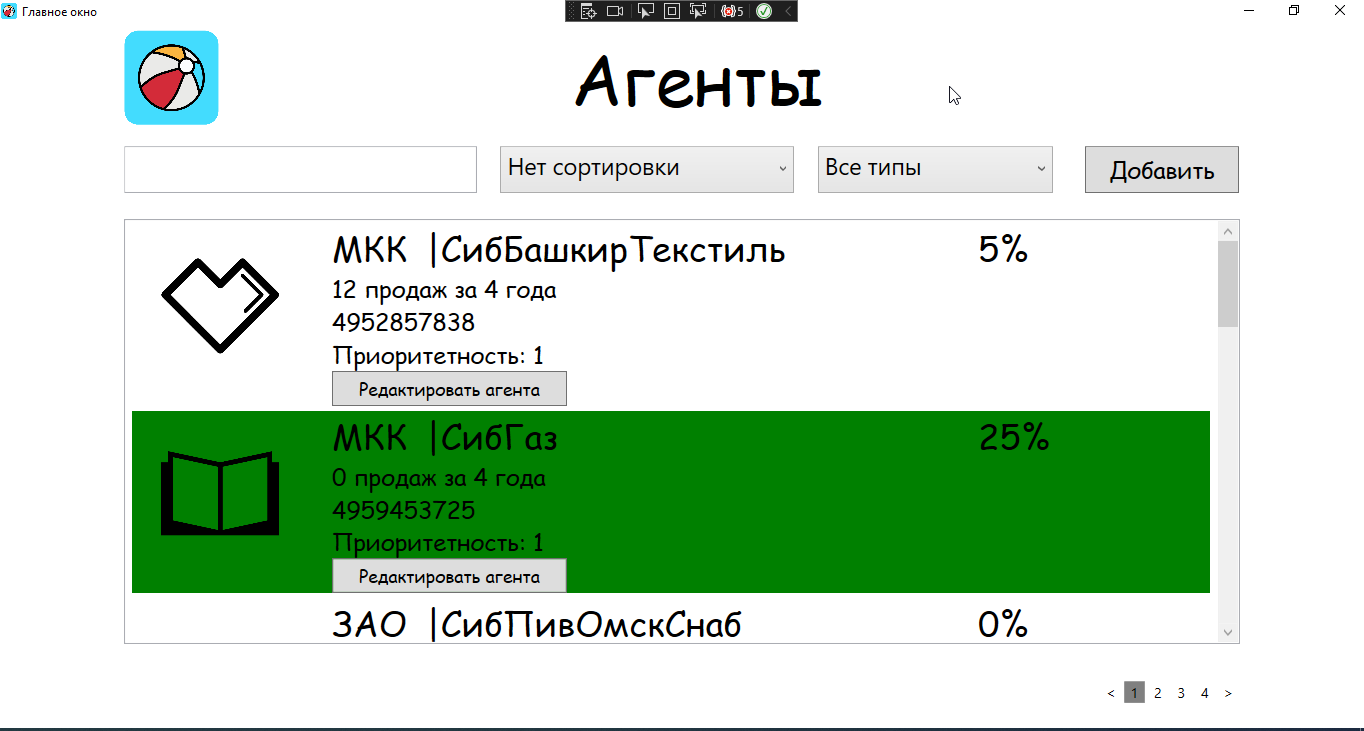 Главное окно
5
Агенты
Нет сортировки
Все типы
Добавить
МКК |СибБашкирТекстиль 5%
12 продаж за 4 года
4952857838
Приоритетность: 1
Редактировать агента
МКК |СибГаз 25%
0 продаж за 4 года
4959453725
Приоритетность: 1
Редактировать агента
ЗАО |СибПивОмскСнаб 0%
< 1 2 3 4 >